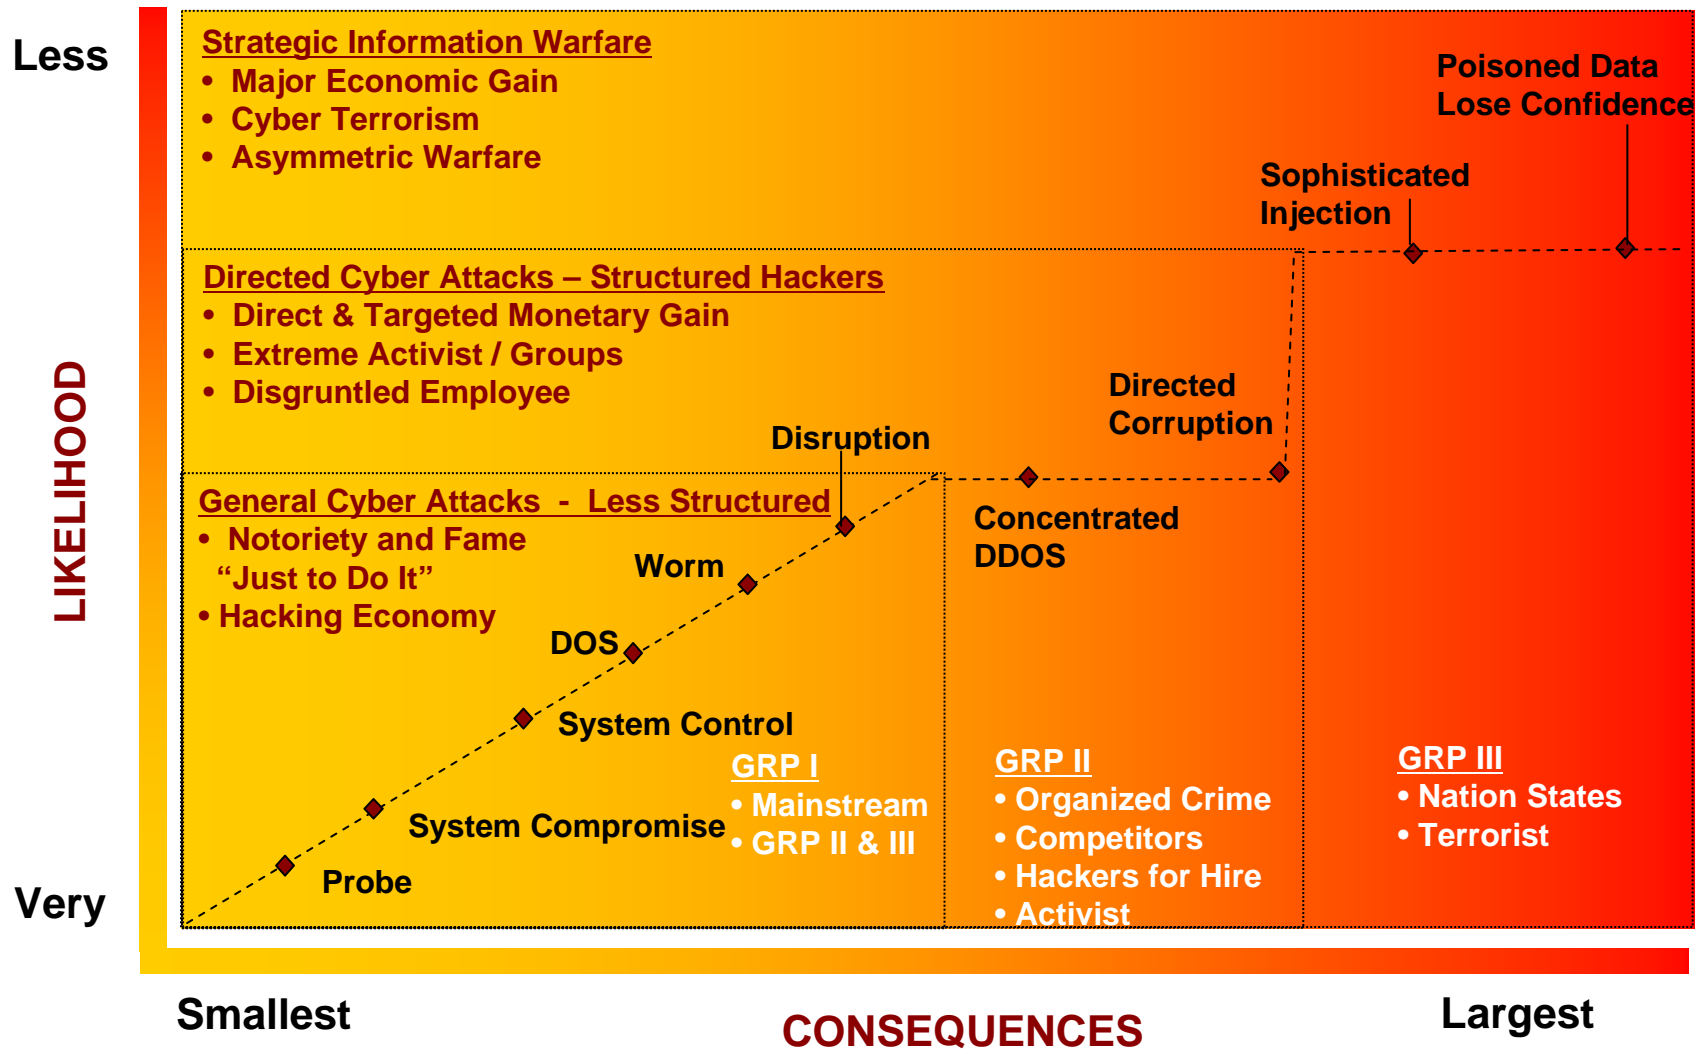 Less
Strategic Information Warfare
• Major Economic Gain
• Cyber Terrorism
• Asymmetric Warfare
Poisoned Data
Lose Confidence
Sophisticated
Injection
Directed Cyber Attacks – Structured Hackers
• Direct & Targeted Monetary Gain
• Extreme Activist / Groups
• Disgruntled Employee
Directed
Corruption
Disruption
General Cyber Attacks - Less Structured
• Notoriety and Fame
“Just to Do It”
• Hacking Economy
Concentrated
DDOS
Worm
DOS
System Control
System Compromise
Probe
GRP I
• Mainstream
• GRP II & III
GRP II
• Organized Crime
• Competitors
• Hackers for Hire
• Activist
GRP III
• Nation States
• Terrorist
LIKELIHOOD
Very
Smallest
CONSEQUENCES
Largest